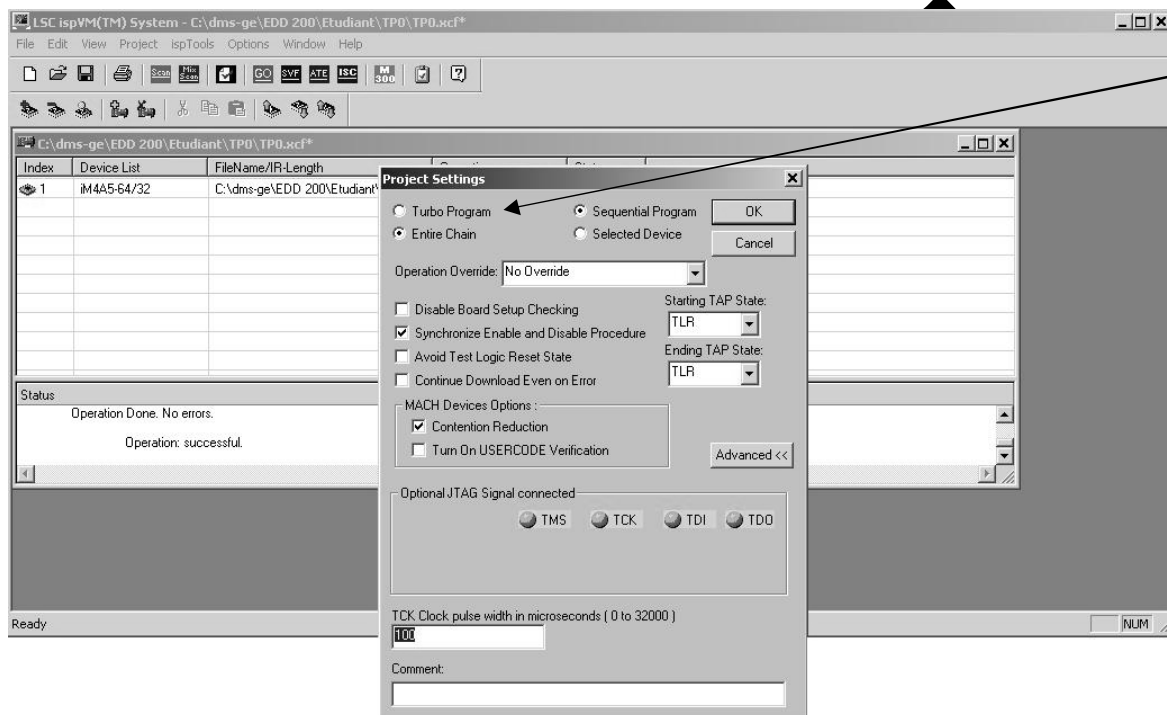 LSC ispVM(TM) System - C:\dms-ge\EDD 200\Etudiant\TP0\TP0.xcf*
File Edit View Project ispTools Options Window Help
Scan Mix Scan GO SVF ATE ISC M 300
C:\dms-ge\EDD 200\Etudiant\TP0\TP0.xcf*
Index Device List FileName/IR-Length
1 iM4A5-64/32 C:\dms-ge\EDD 200\Etudiant\
Project Settings
Turbo Program Sequential Program OK
Entire Chain Selected Device Cancel
Operation Override: No Override
Disable Board Setup Checking
Starting TAP State:
TLR
Synchronize Enable and Disable Procedure
Avoid Test Logic Reset State
Ending TAP State:
TLR
Continue Download Even on Error
MACH Devices Options :
Contention Reduction
Turn On USERCODE Verification
Advanced <<
Optional JTAG Signal connected
TMS TCK TDI TDO
TCK Clock pulse width in microseconds ( 0 to 32000 )
100
Comment:
Status
Operation Done. No errors.
Operation: successful.
Ready NUM